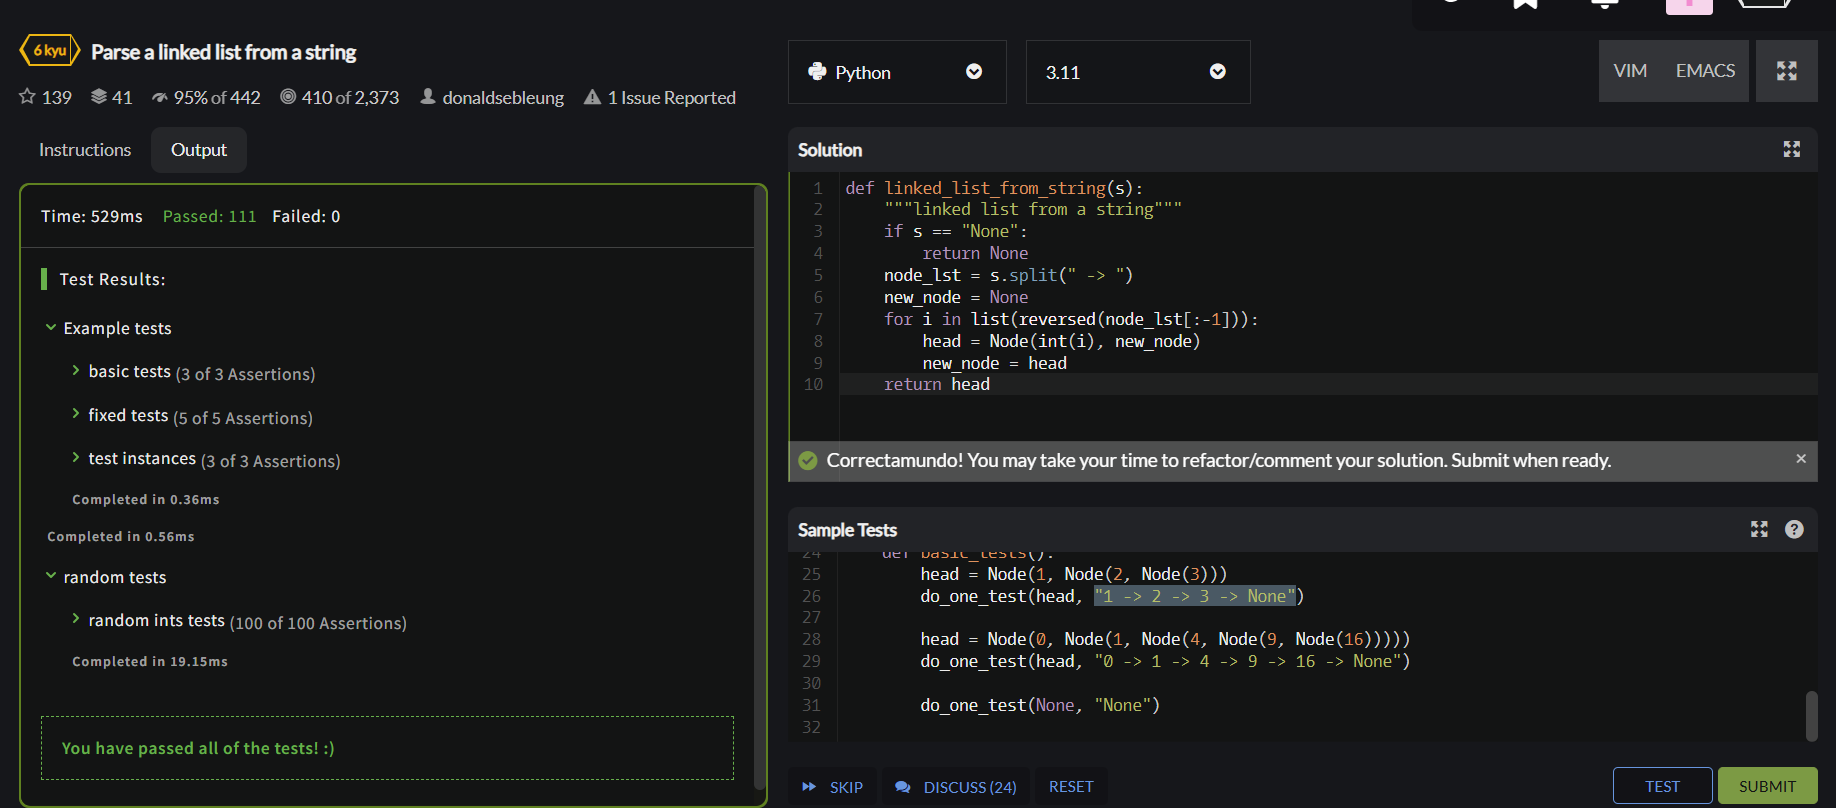 6 kyu
Parse a linked list from a string
139 41 95% of 442 410 of 2,373 donaldsebleung 1 Issue Reported
Instructions Output
Time: 529ms Passed: 111 Failed: 0
Test Results:
Example tests
basic tests (3 of 3 Assertions)
fixed tests (5 of 5 Assertions)
test instances (3 of 3 Assertions)
Completed in 0.36ms
Completed in 0.56ms
random tests
random ints tests (100 of 100 Assertions)
Completed in 19.15ms
You have passed all of the tests! :)
Python 3.11 VIM EMACS
Solution
1 def linked_list_from_string(s):
2     """linked list from a string"""
3     if s == "None":
4         return None
5     node_lst = s.split(" -> ")
6     new_node = None
7     for i in list(reversed(node_lst[:-1])):
8         head = Node(int(i), new_node)
9         new_node = head
10     return head
Correctamundo! You may take your time to refactor/comment your solution. Submit when ready. ×
Sample Tests ?
24 def basic_tests():
25 head = Node(1, Node(2, Node(3)))
26 do_one_test(head, "1 -> 2 -> 3 -> None")
27
28 head = Node(0, Node(1, Node(4, Node(9, Node(16)))))
29 do_one_test(head, "0 -> 1 -> 4 -> 9 -> 16 -> None")
30
31 do_one_test(None, "None")
32
SKIP DISCUSS (24) RESET TEST SUBMIT